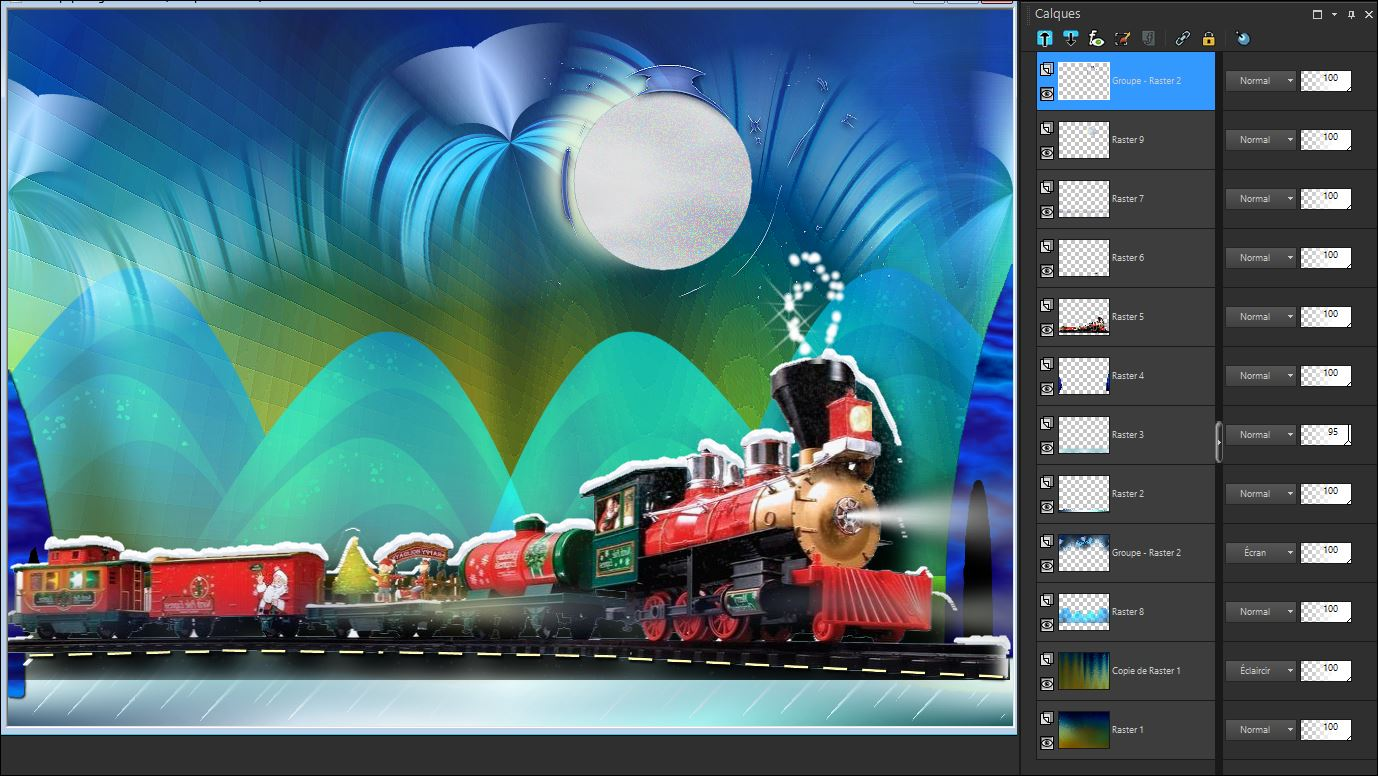 Calques
Groupe - Raster 2
Normal
100
Raster 9
Normal
100
Raster 7
Normal
100
Raster 6
Normal
100
Raster 5
Normal
100
Raster 4
Normal
100
Raster 3
Normal
95
Raster 2
Normal
100
Groupe - Raster 2
Écran
100
Raster 8
Normal
100
Copie de Raster 1
Éclaircir
100
Raster 1
Normal
100